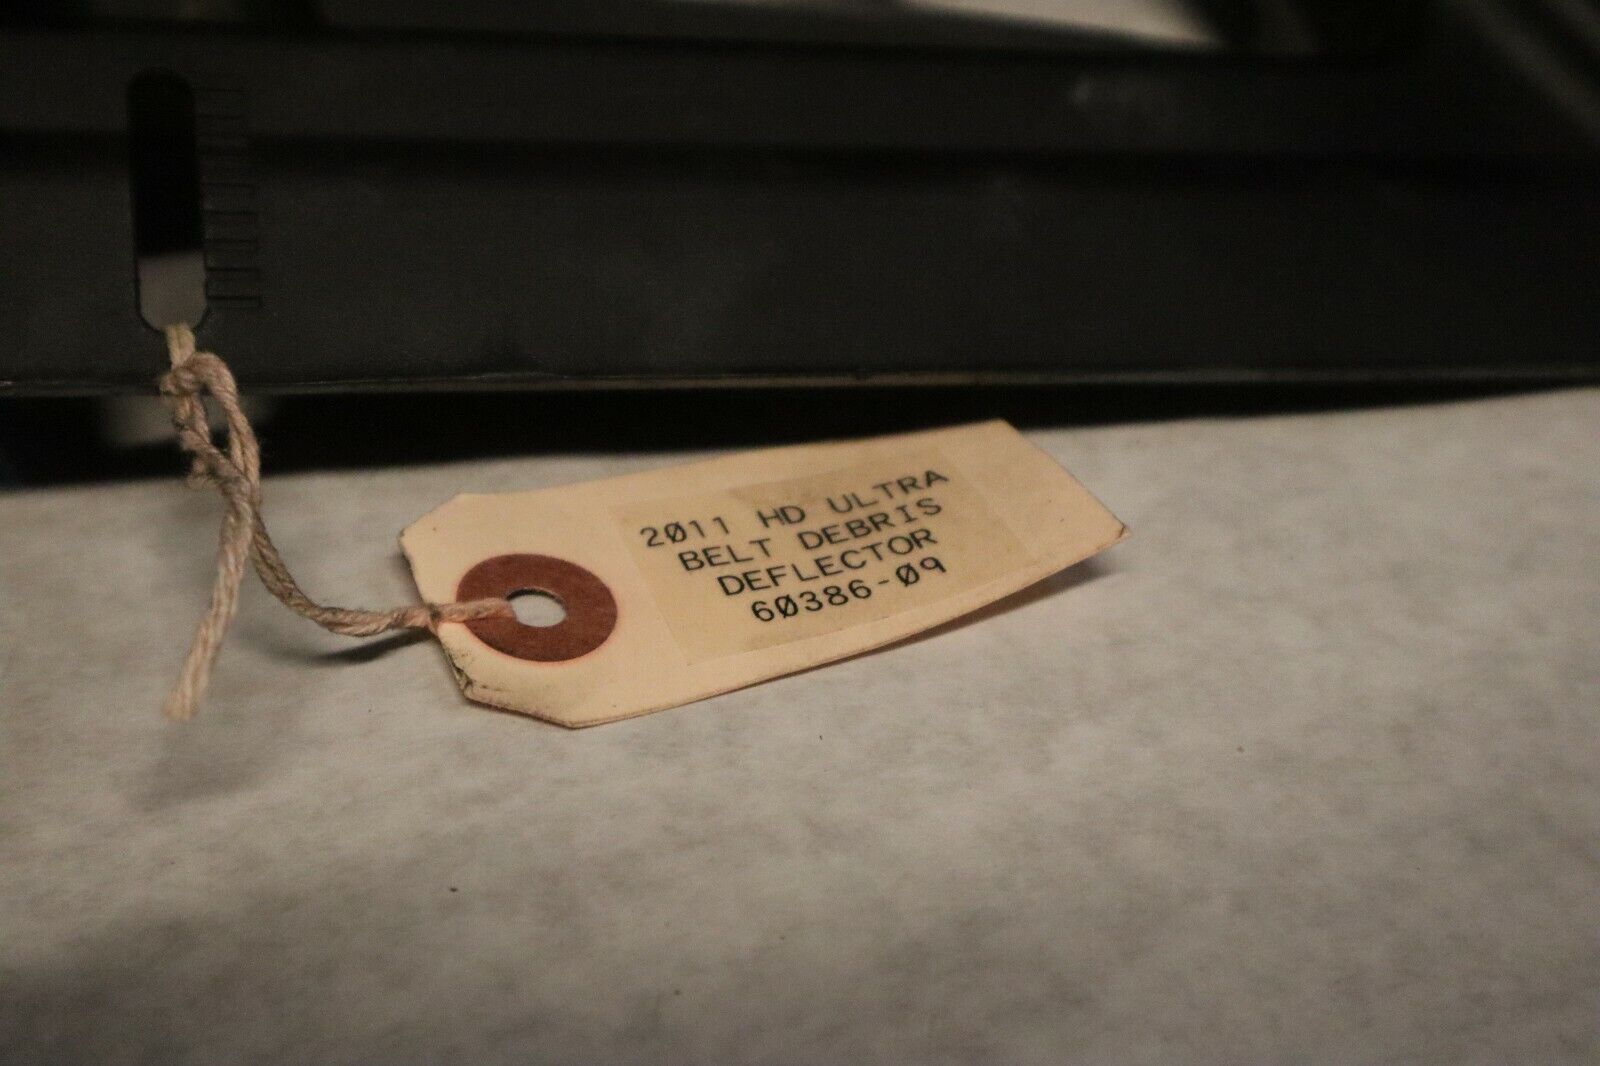 2011 HD ULTRA
BELT DEBRIS
DEFLECTOR
60386-09